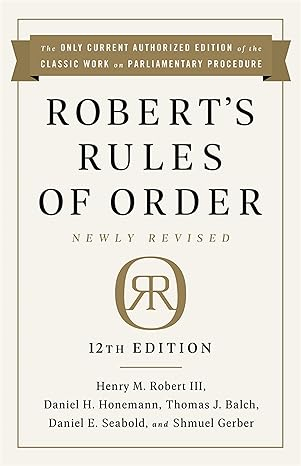 The ONLY CURRENT AUTHORIZED EDITION of the
CLASSIC WORK on PARLIAMENTARY PROCEDURE
ROBERT'S
RULES
OF ORDER
NEWLY REVISED
RR
12TH EDITION
Henry M. Robert III,
Daniel H. Honemann, Thomas J. Balch,
Daniel E. Seabold, and Shmuel Gerber